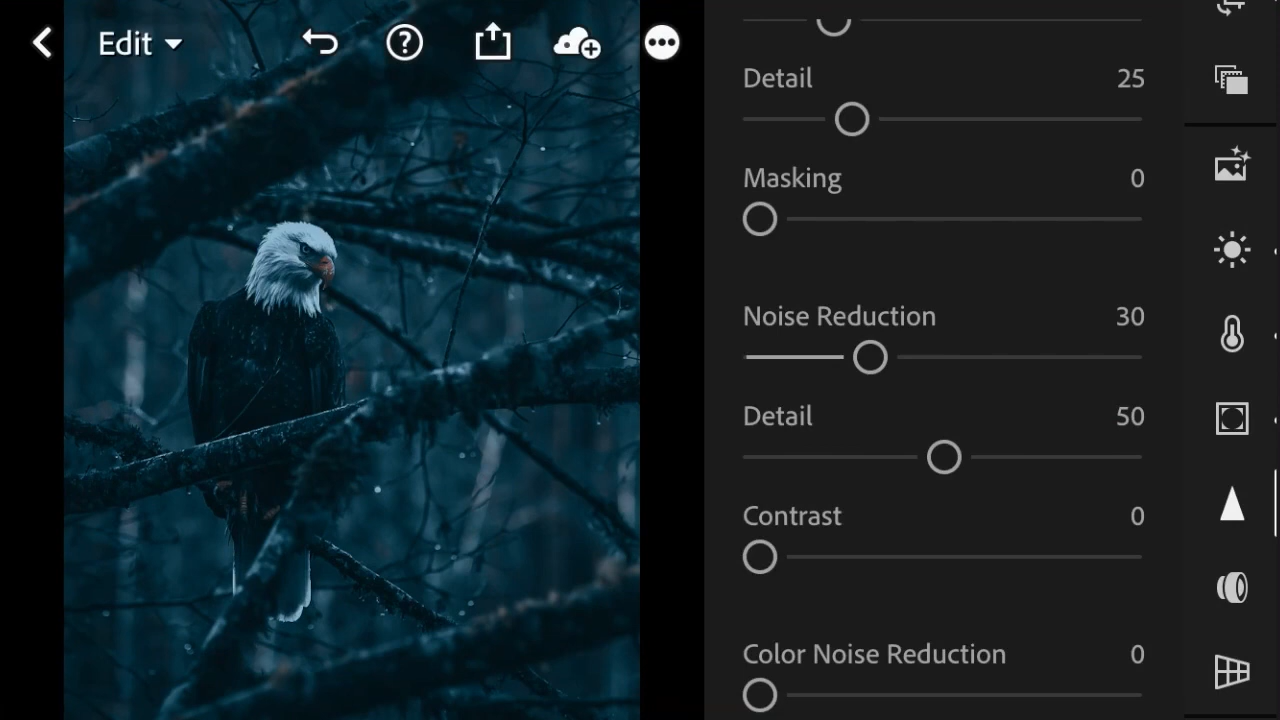 Edit
Detail 25
Masking 0
Noise Reduction 30
Detail 50
Contrast 0
Color Noise Reduction 0